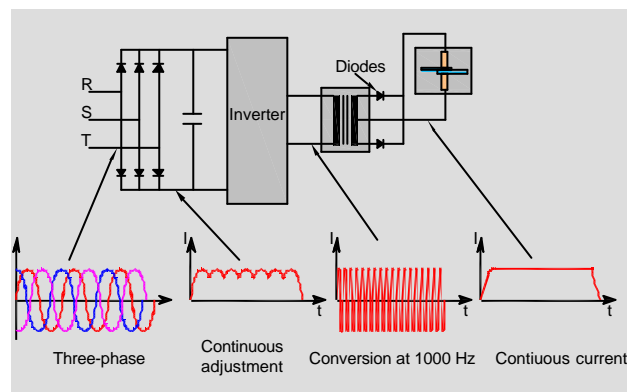 Diodes
R
S
T
Inverter
I
t
I
t
I
t
Three-phase
Continuous
adjustment
Conversion at 1000 Hz
Contiuous current